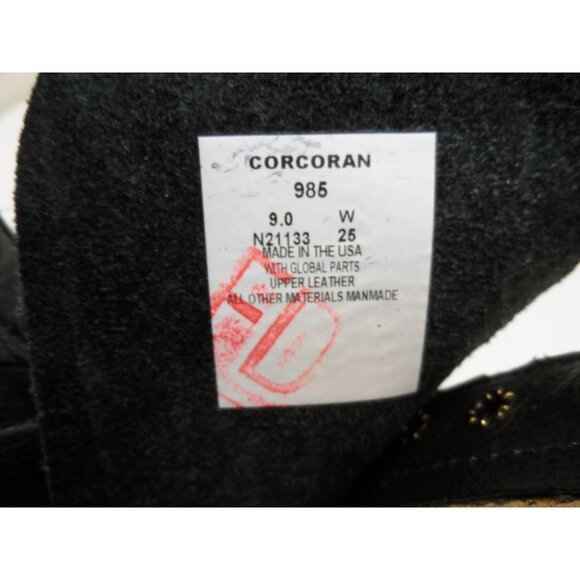 CORCORAN
985
9.0 W
N21133 25
MADE IN THE USA
WITH GLOBAL PARTS
UPPER LEATHER
ALL OTHER MATERIALS MANMADE